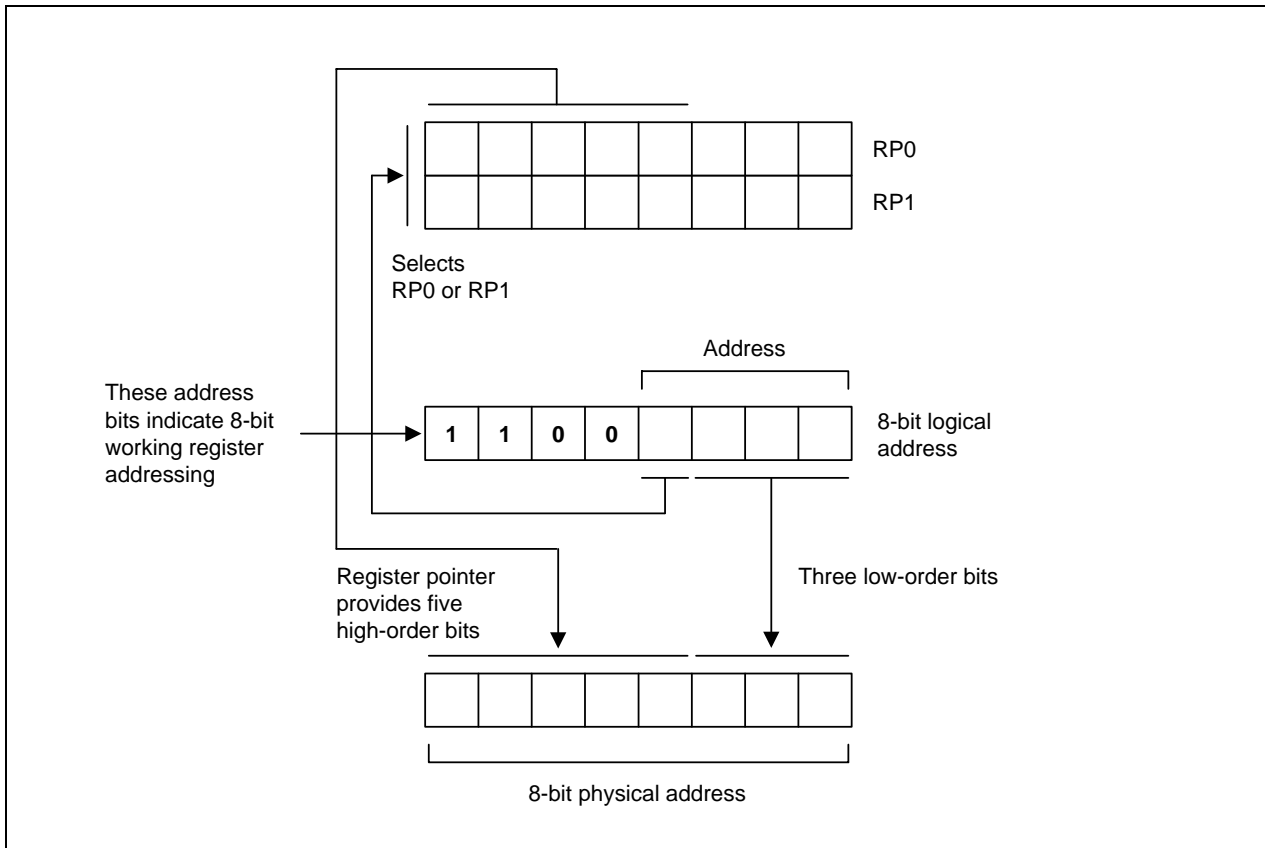 RP0
RP1
Selects
RP0 or RP1
Address
These address
bits indicate 8-bit
working register
addressing
1 1 0 0
8-bit logical
address
Register pointer
provides five
high-order bits
Three low-order bits
8-bit physical address